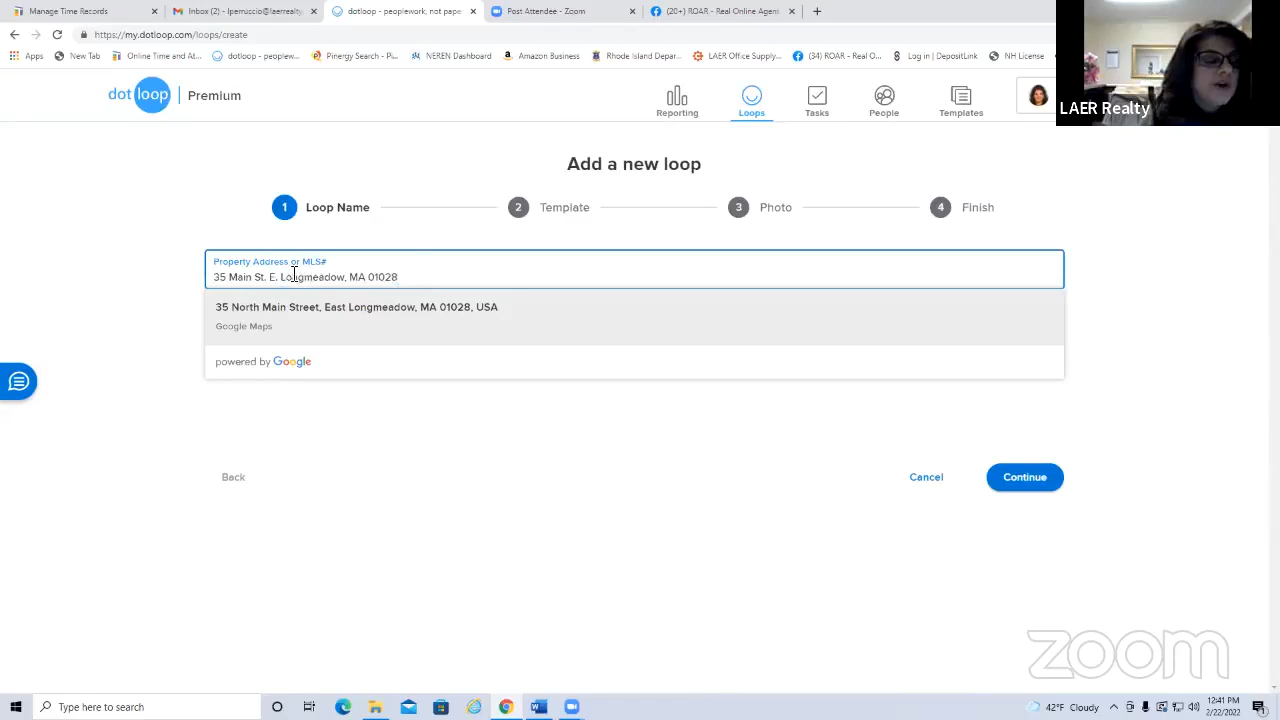 Manage Time Records
Inbox (2) - lperruccio@laerrealty
dotloop - peoplework, not pape
Post Attendee - Zoom
(20+) ROAR - Real Online Agent
https://my.dotloop.com/loops/create
Apps
New Tab
Online Time and At...
dotloop - peoplew...
Pinergy Search - Pi...
NEREN Dashboard
Amazon Business
Rhode Island Depar...
LAER Office Supply...
(34) ROAR - Real O...
Log in | DepositLink
NH License
dotloop
Premium
Reporting
Loops
Tasks
People
Templates
LAER Realty
Add a new loop
1 Loop Name
2 Template
3 Photo
4 Finish
Property Address or MLS#
35 Main St. E. Longmeadow, MA 01028
35 North Main Street, East Longmeadow, MA 01028, USA
Google Maps
powered by Google
Back
Cancel
Continue
zoom
Type here to search
42°F Cloudy
12:41 PM
2/22/2022